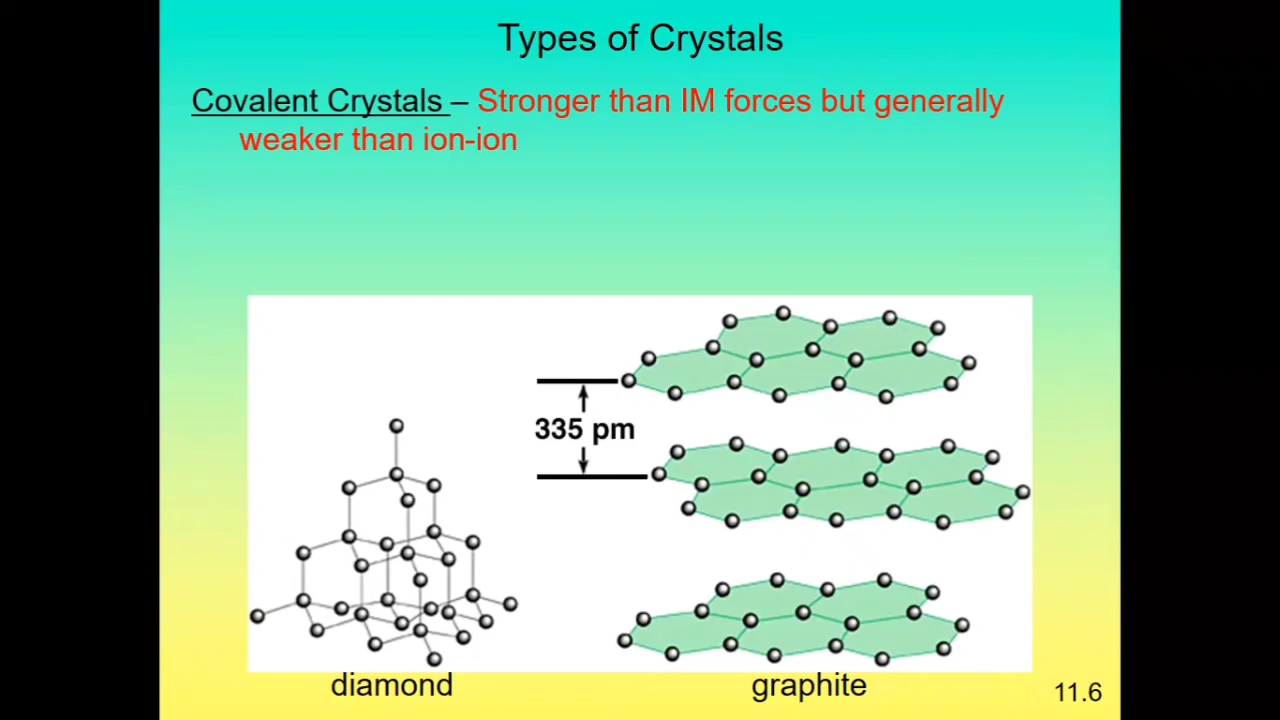 Types of Crystals
Covalent Crystals – Stronger than IM forces but generally
weaker than ion-ion
335 pm
diamond
graphite
11.6